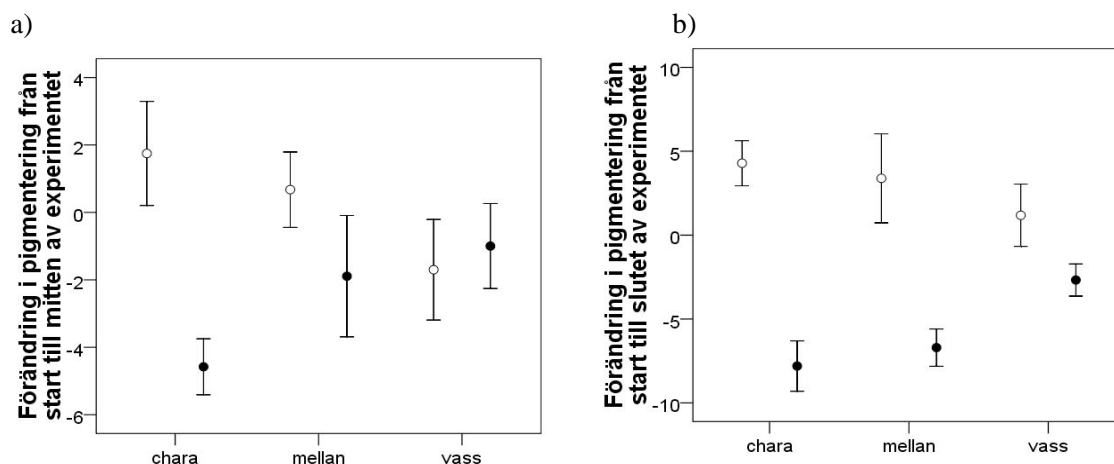 a)
Förändring i pigmentering från
start till mitten av experimentet
4
2
0
-2
-4
-6
chara mellan vass
b)
Förändring i pigmentering från
start till slutet av experimentet
10
5
0
-5
-10
chara mellan vass